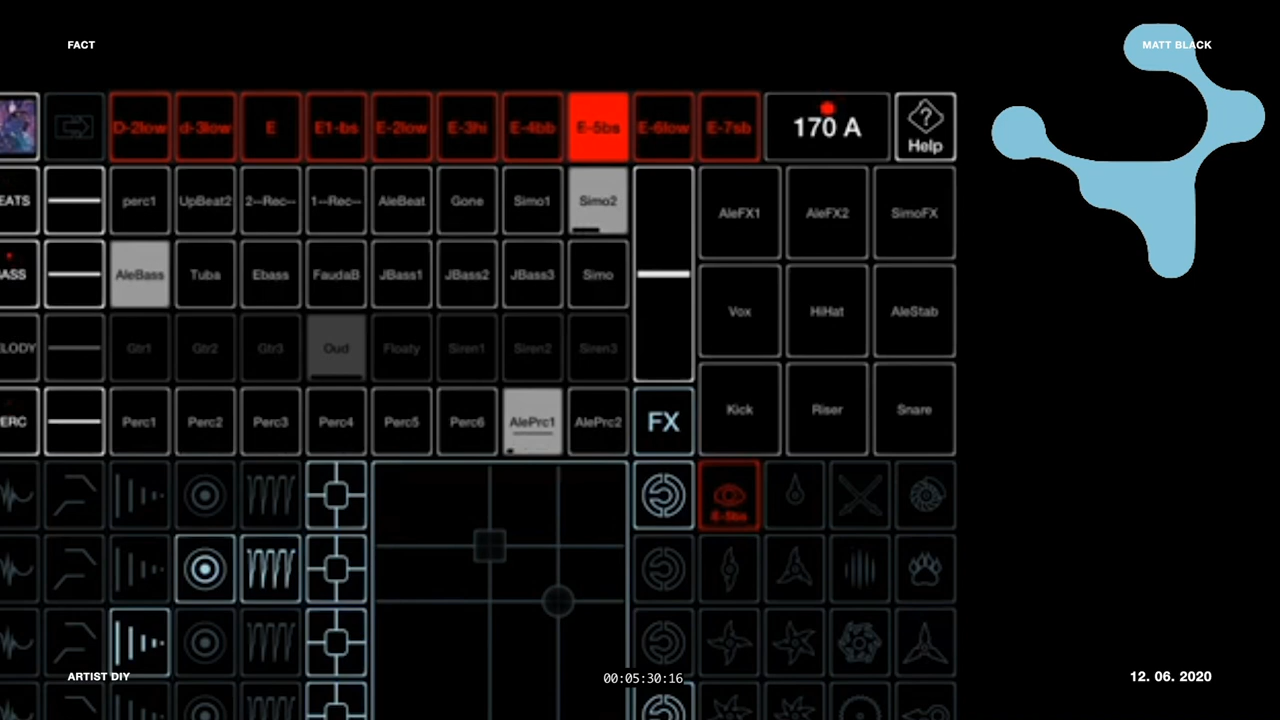 FACT
MATT BLACK
D-2low d-3low E E1-bs E-2low E-3hi E-4bb E-5bs E-6low E-7sb 170 A
Help
EATS perc1 UpBeat2 2--Rec-- 1--Rec-- AleBeat Gone Simo1 Simo2
AleFX1 AleFX2 SimoFX
ASS AleBass Tuba Ebass FaudaB JBass1 JBass2 JBass3 Simo
Vox HiHat AleStab
LODY Gtr1 Gtr2 Gtr3 Oud Floaty Siren1 Siren2 Siren3
ERC Perc1 Perc2 Perc3 Perc4 Perc5 Perc6 AlePrc1 AlePrc2 FX
Kick Riser Snare
E-5bs
ARTIST DIY
00:05:30:16
12. 06. 2020